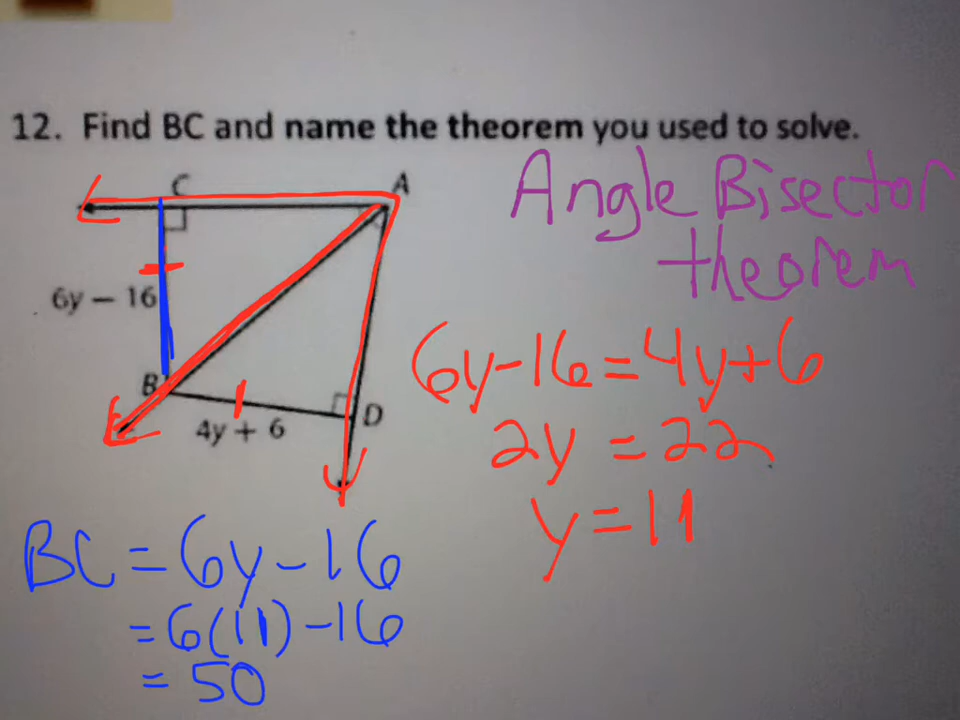 12. Find BC and name the theorem you used to solve.
Angle Bisector
theorem
C
A
6y – 16
B
D
4y + 6
6y-16=4y+6
2y = 22
y=11
BC = 6y-16
= 6(11) -16
= 50